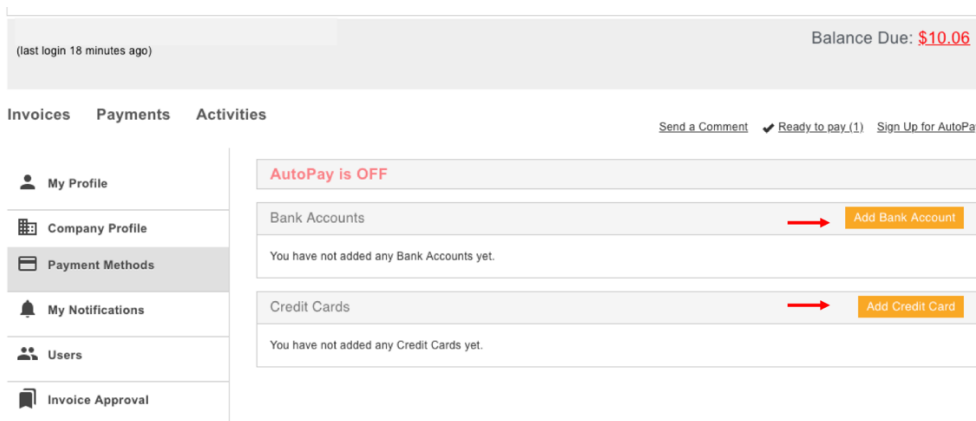 Balance Due: $10.06
(last login 18 minutes ago)
Invoices Payments Activities
Send a Comment Ready to pay (1) Sign Up for AutoPa
My Profile
Company Profile
Payment Methods
My Notifications
Users
Invoice Approval
AutoPay is OFF
Bank Accounts Add Bank Account
You have not added any Bank Accounts yet.
Credit Cards Add Credit Card
You have not added any Credit Cards yet.